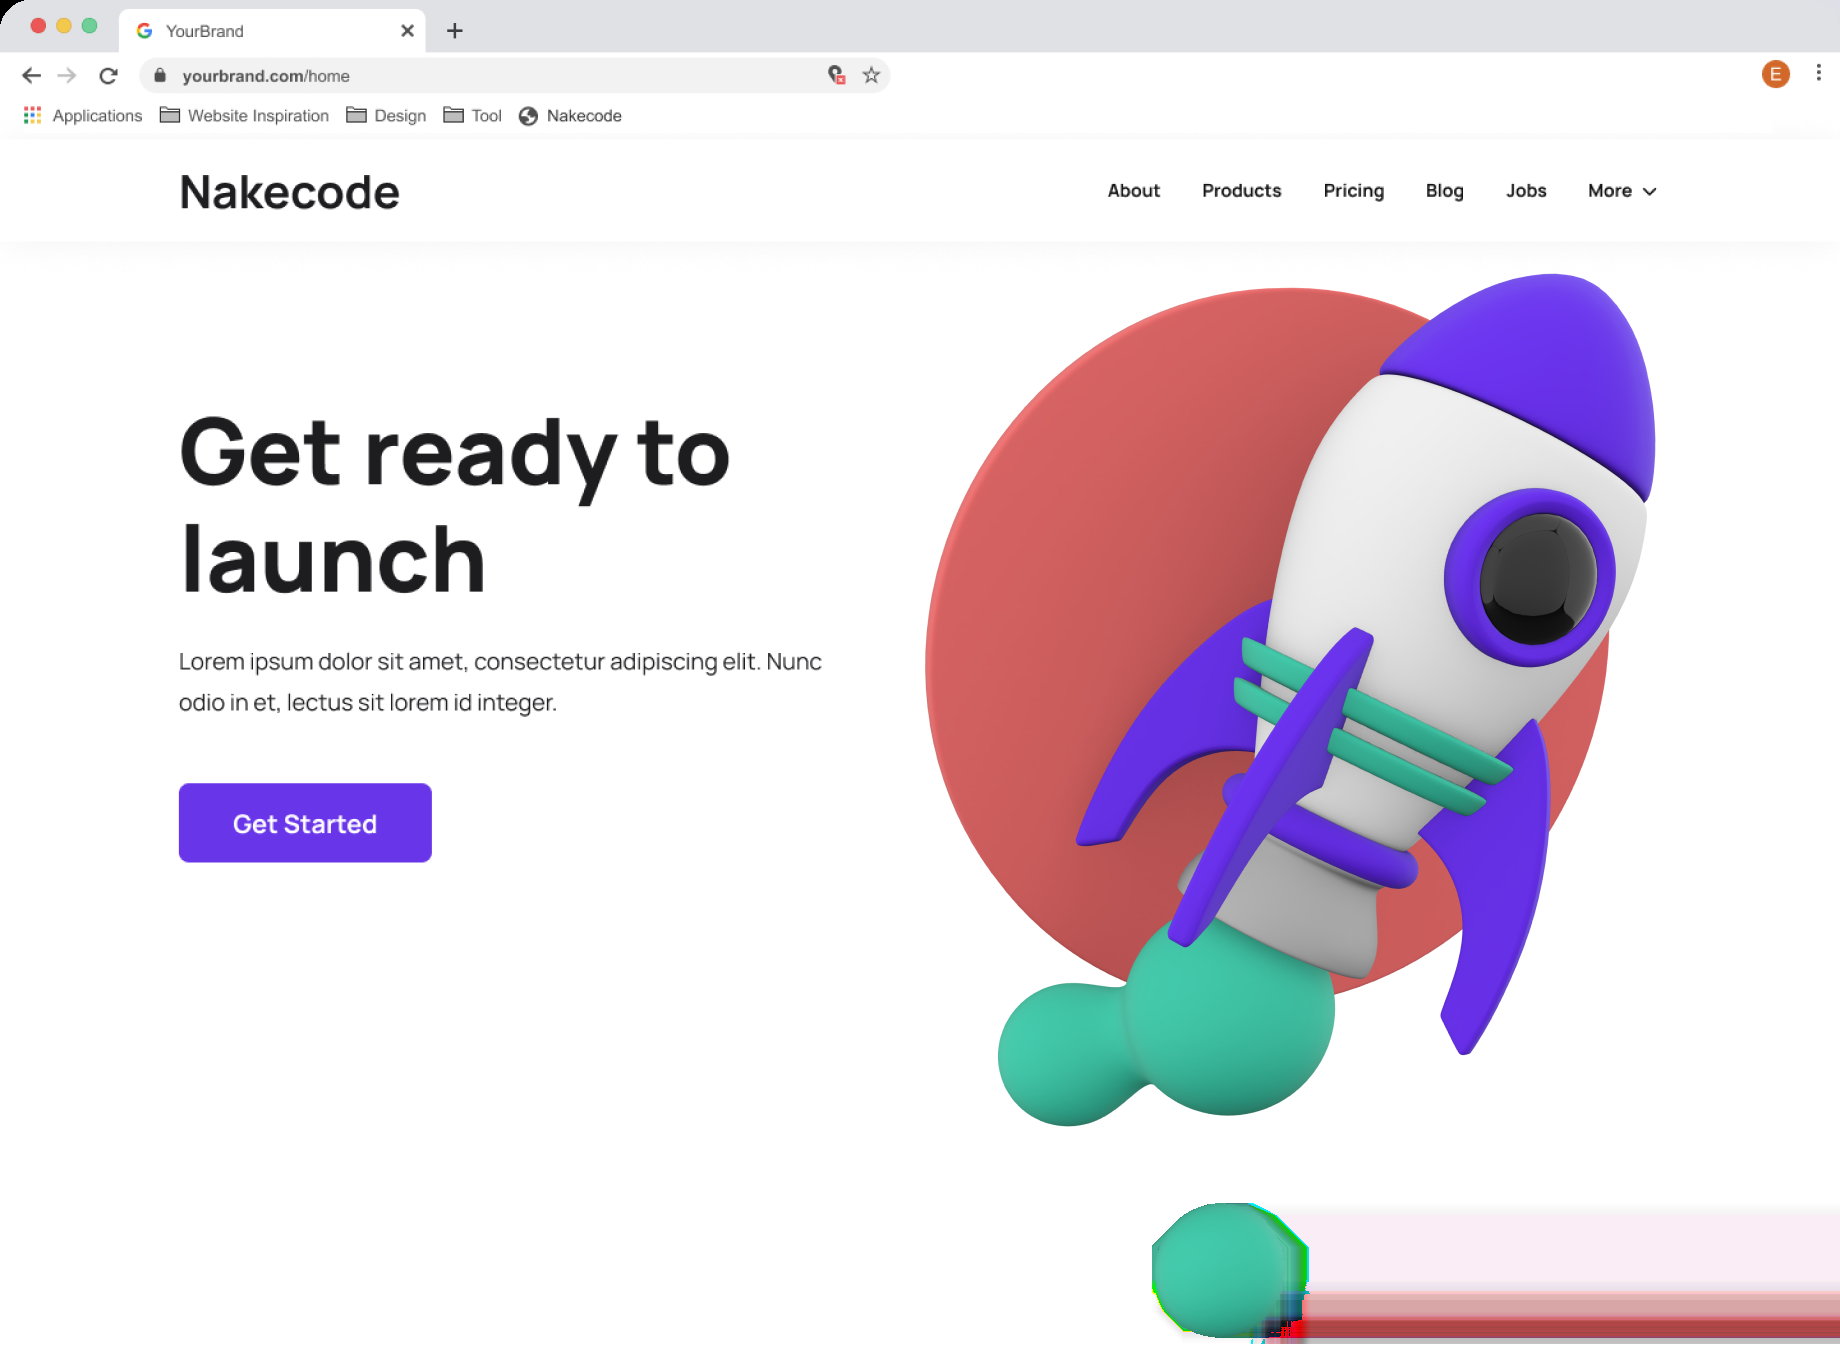 YourBrand
yourbrand.com/home
E
Applications Website Inspiration Design Tool Nakecode
Nakecode
About Products Pricing Blog Jobs More
Get ready to
launch
Lorem ipsum dolor sit amet, consectetur adipiscing elit. Nunc
odio in et, lectus sit lorem id integer.
Get Started